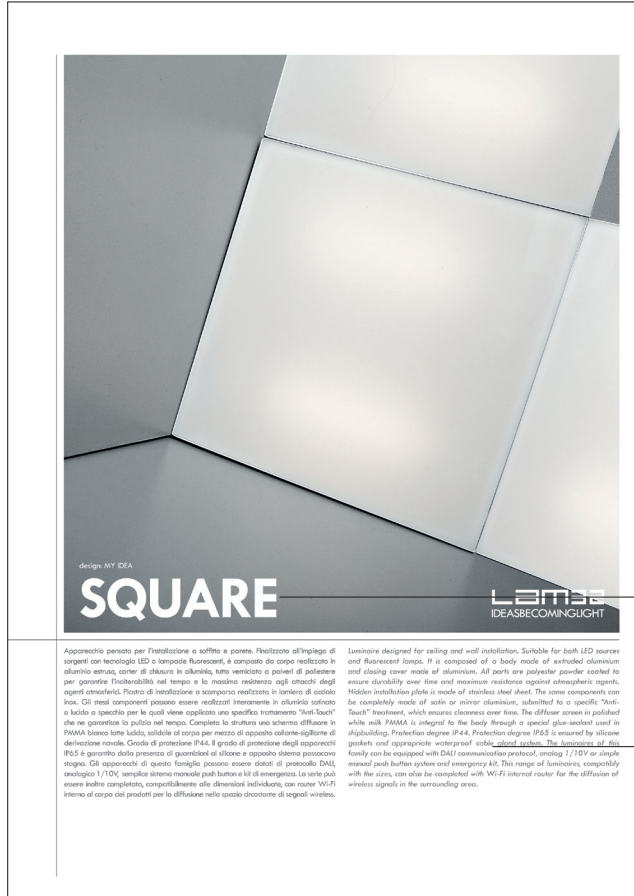 design: MY IDEA
SQUARE
Lam32
IDEASBECOMINGLIGHT
Apparecchio pensato per l'installazione a soffitto e parete. Finalizzato all'impiego di
sorgenti con tecnologia LED o lampade fluorescenti, è composto da corpo realizzato in
alluminio estruso, carter di chiusura in alluminio, tutto verniciato a polveri di poliestere
per garantire l'inalterabilità nel tempo e la massima resistenza agli attacchi degli
agenti atmosferici. Piastra di installazione a scomparsa realizzata in lamiera di acciaio
inox. Gli stessi componenti possono essere realizzati interamente in alluminio satinato
o lucido a specchio per le quali viene applicato uno specifico trattamento "Anti-Touch"
che ne garantisce la pulizia nel tempo. Completa la struttura uno schermo diffusore in
PMMA bianco latte lucido, solidale al corpo per mezzo di apposito collante-sigillante di
derivazione navale. Grado di protezione IP44. Il grado di protezione degli apparecchi
IP65 è garantito dalla presenza di guarnizioni al silicone e apposito sistema passacavo
stagno. Gli apparecchi di questa famiglia possono essere dotati di protocollo DALI,
analogico 1/10V, semplice sistema manuale push button e kit di emergenza. La serie può
essere inoltre completata, compatibilmente alle dimensioni individuate, con router Wi-Fi
interno al corpo dei prodotti per la diffusione nello spazio circostante di segnali wireless.
Luminaire designed for ceiling and wall installation. Suitable for both LED sources
and fluorescent lamps. It is composed of a body made of extruded aluminium
and closing cover made of aluminium. All parts are polyester powder coated to
ensure durability over time and maximum resistance against atmospheric agents.
Hidden installation plate is made of stainless steel sheet. The same components can
be completely made of satin or mirror aluminium, submitted to a specific "Anti-
Touch" treatment, which ensures cleanness over time. The diffuser screen in polished
white milk PMMA is integral to the body through a special glue-sealant used in
shipbuilding. Protection degree IP44. Protection degree IP65 is ensured by silicone
gaskets and appropriate waterproof cable gland system. The luminaires of this
family can be equipped with DALI communication protocol, analog 1/10V or simple
manual push button system and emergency kit. This range of luminaires, compatibly
with the sizes, can also be completed with Wi-Fi internal router for the diffusion of
wireless signals in the surrounding area.